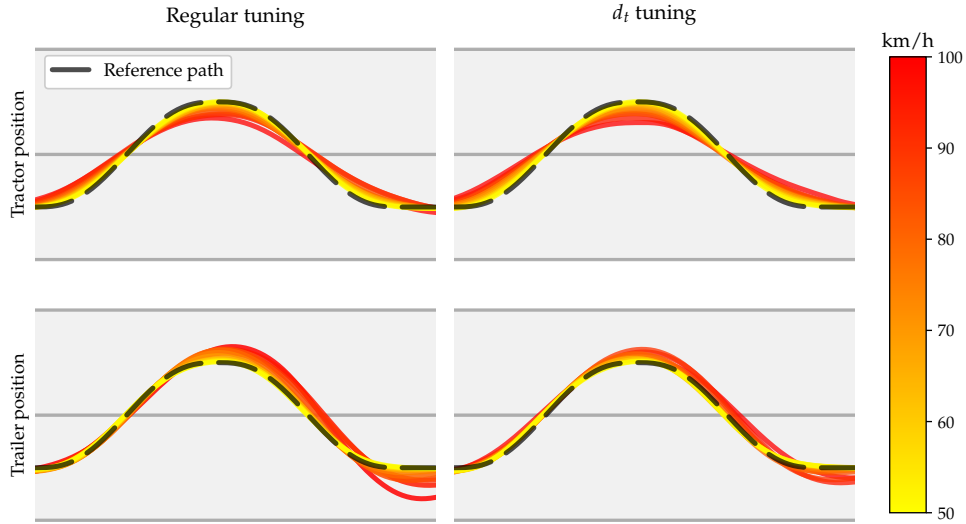 Regular tuning
d_t tuning
km/h
Reference path
Tractor position
Trailer position
100
90
80
70
60
50